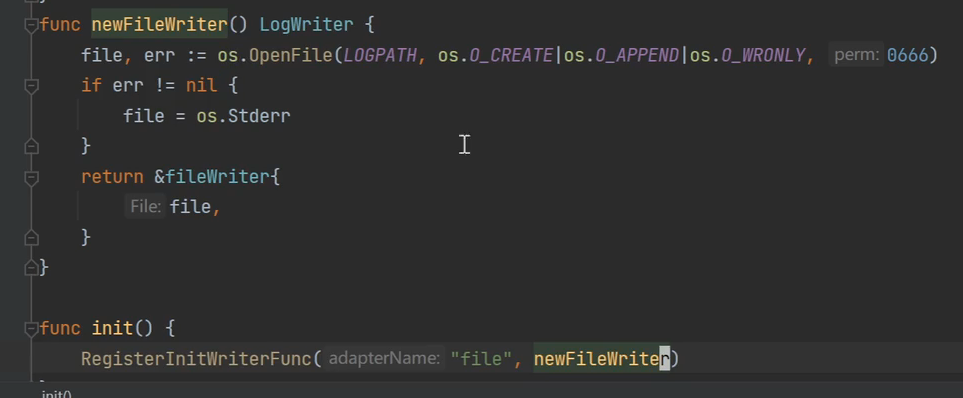 func newFileWriter() LogWriter {
file, err := os.OpenFile(LOGPATH, os.O_CREATE|os.O_APPEND|os.O_WRONLY, perm: 0666)
if err != nil {
file = os.Stderr
}
return &fileWriter{
File: file,
}
}
func init() {
RegisterInitWriterFunc( adapterName: "file", newFileWriter)
init()